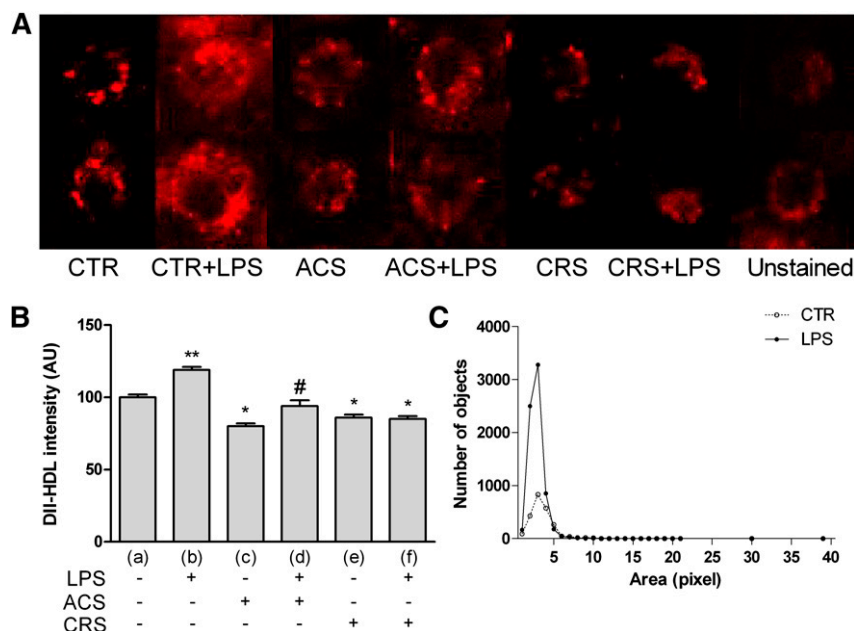 A
CTR CTR+LPS ACS ACS+LPS CRS CRS+LPS Unstained
B
DII-HDL intensity (AU)
150
100
50
0
** * # * *
(a) (b) (c) (d) (e) (f)
LPS - + - + - +
ACS - - + + - -
CRS - - - - + +
C
CTR
LPS
Number of objects
4000
3000
2000
1000
0
5 10 15 20 25 30 35 40
Area (pixel)